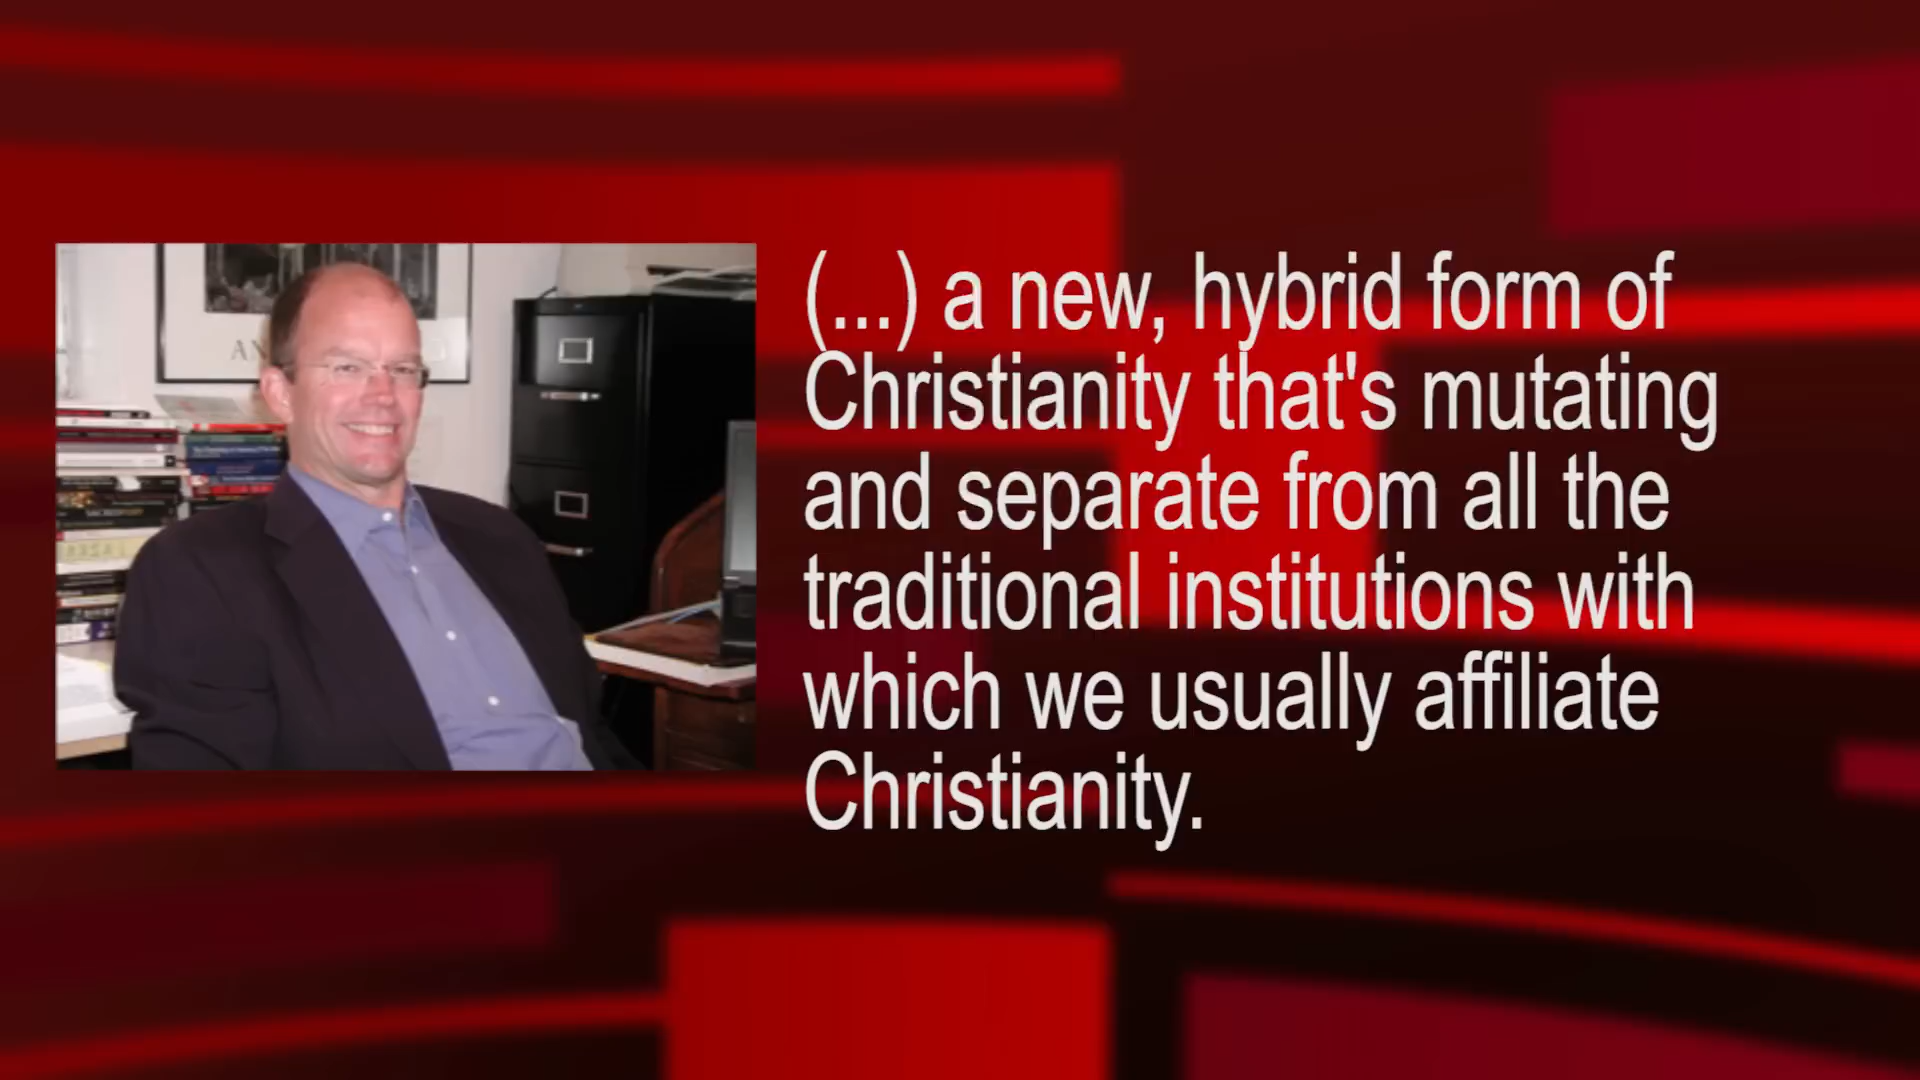 (...) a new, hybrid form of
Christianity that's mutating
and separate from all the
traditional institutions with
which we usually affiliate
Christianity.
AN